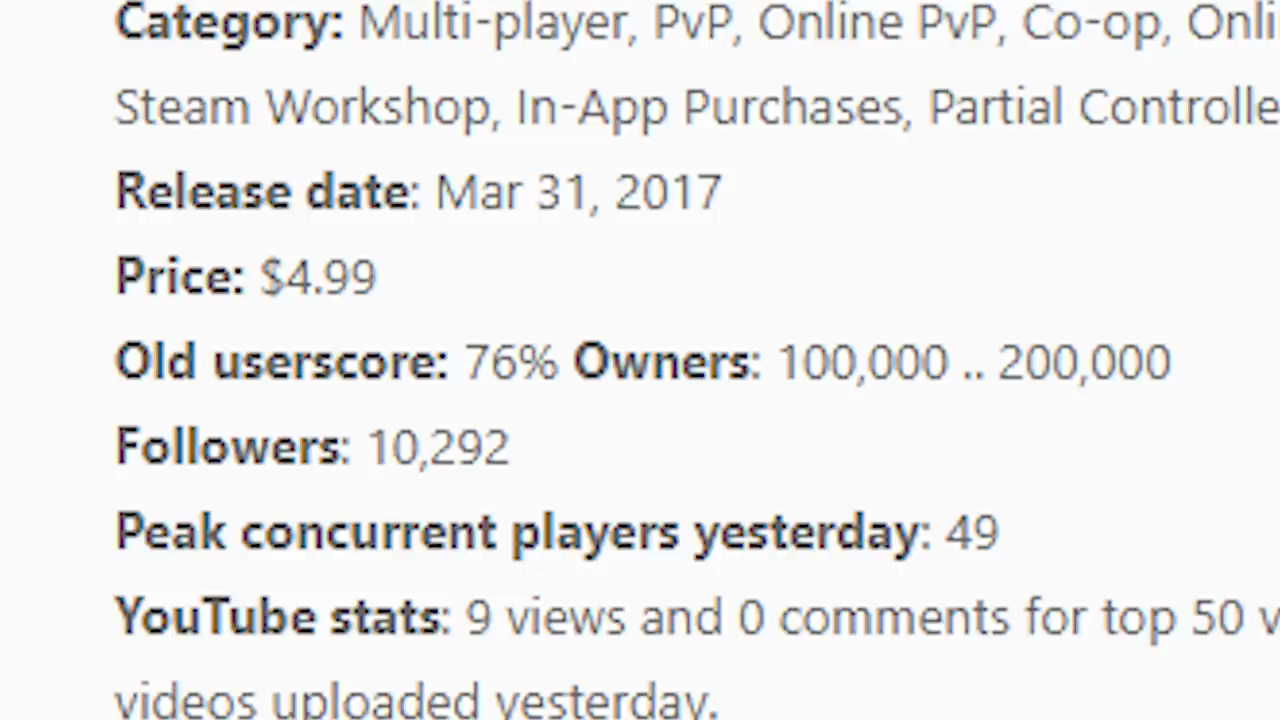 Category: Multi-player, PvP, Online PvP, Co-op, Onli
Steam Workshop, In-App Purchases, Partial Controlle
Release date: Mar 31, 2017
Price: $4.99
Old userscore: 76% Owners: 100,000 .. 200,000
Followers: 10,292
Peak concurrent players yesterday: 49
YouTube stats: 9 views and 0 comments for top 50 v
videos uploaded yesterday.